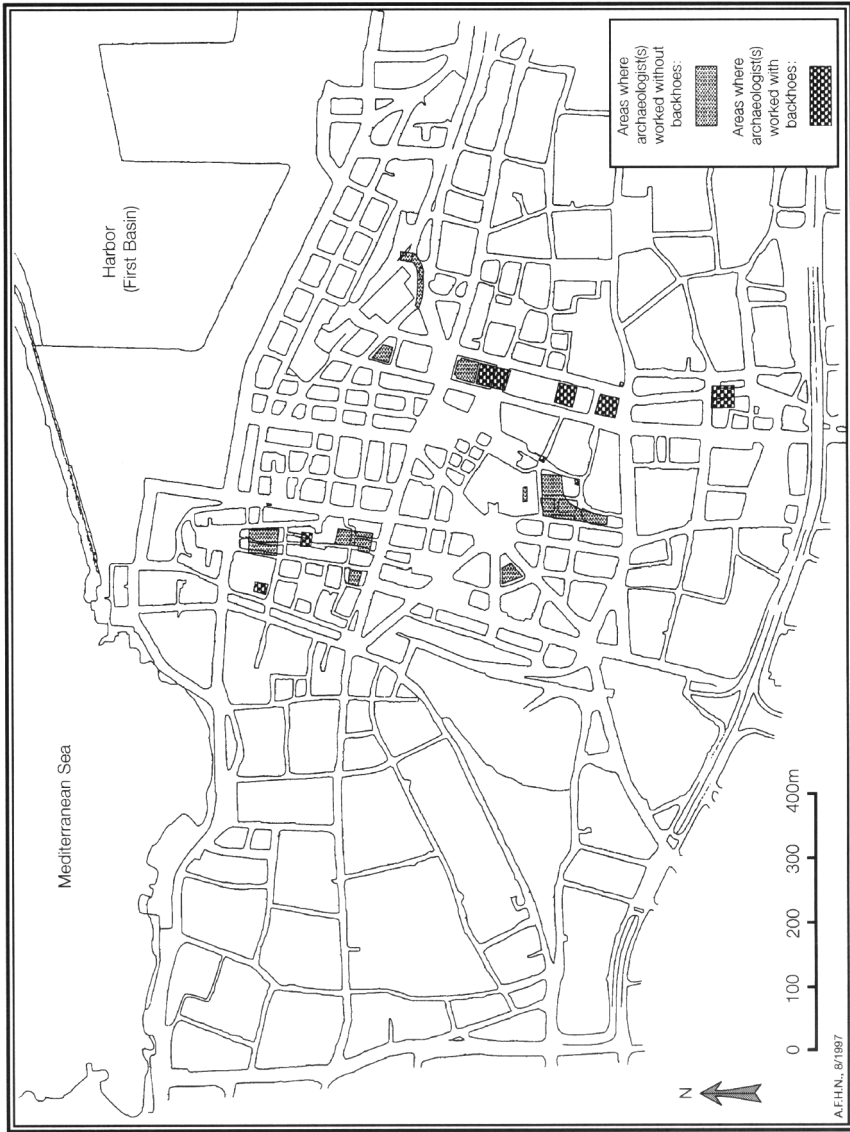 Mediterranean Sea
Harbor
(First Basin)
Areas where
archaeologist(s)
worked without
backhoes:
Areas where
archaeologist(s)
worked with
backhoes:
N
0 100 200 300 400m
A.F.H.N., 8/1997